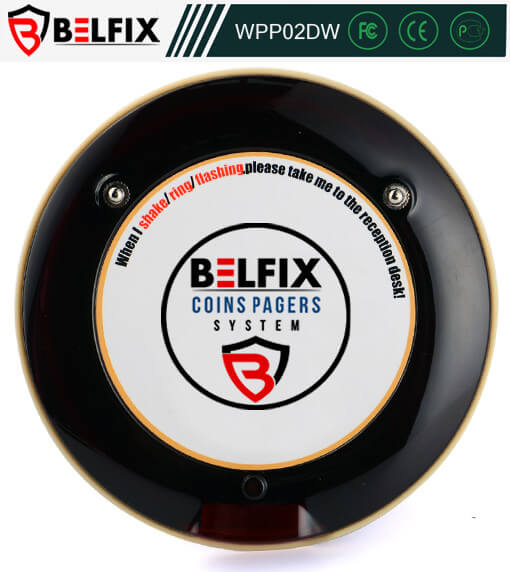 BELFIX WPP02DW FC CE PC
When I shake/ring/flashing,please take me to the reception desk!
BELFIX
COINS PAGERS
SYSTEM